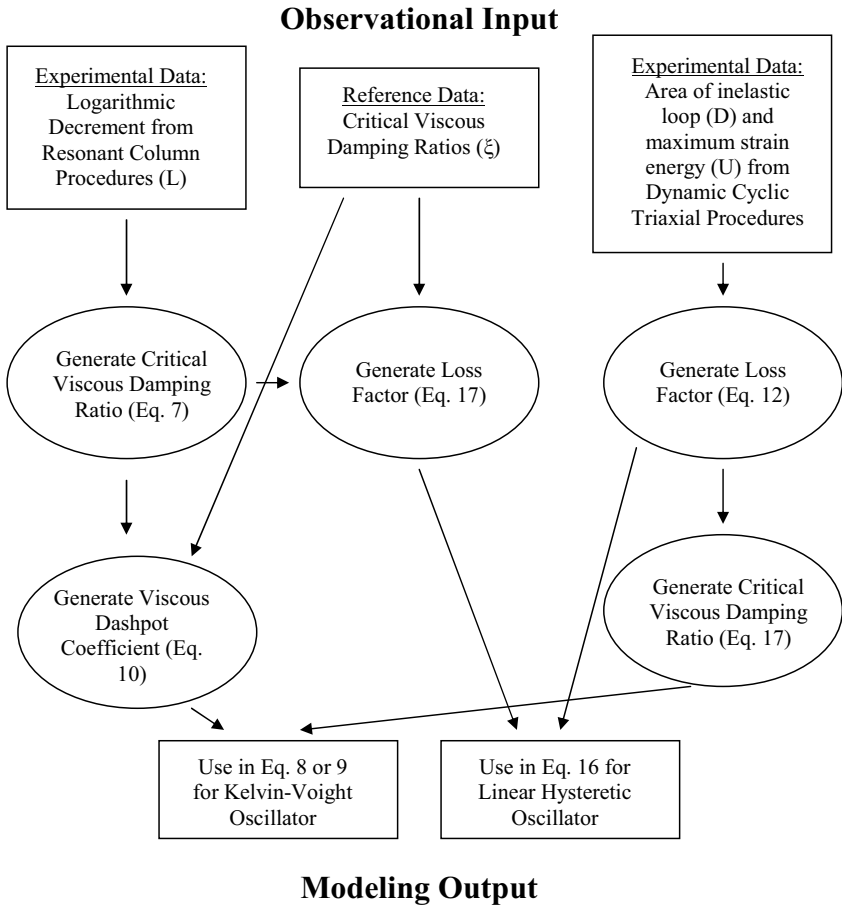 Observational Input
Experimental Data:
Logarithmic
Decrement from
Resonant Column
Procedures (L)
Reference Data:
Critical Viscous
Damping Ratios (ξ)
Experimental Data:
Area of inelastic
loop (D) and
maximum strain
energy (U) from
Dynamic Cyclic
Triaxial Procedures
Generate Critical
Viscous Damping
Ratio (Eq. 7)
Generate Loss
Factor (Eq. 17)
Generate Loss
Factor (Eq. 12)
Generate Viscous
Dashpot
Coefficient (Eq.
10)
Generate Critical
Viscous Damping
Ratio (Eq. 17)
Use in Eq. 8 or 9
for Kelvin-Voight
Oscillator
Use in Eq. 16 for
Linear Hysteretic
Oscillator
Modeling Output